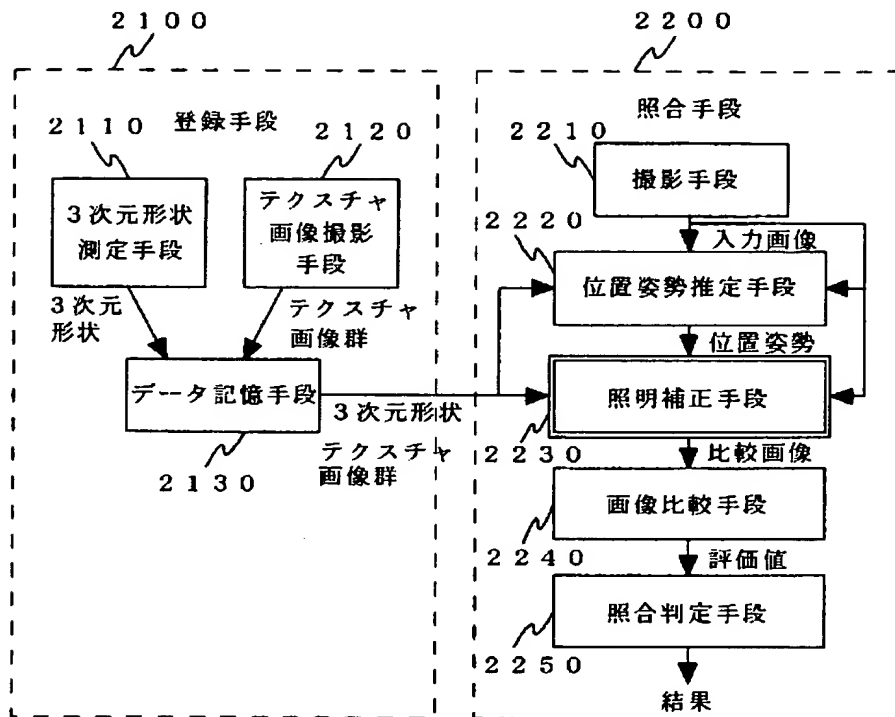 ２１００
２２００
登録手段
照合手段
２１１０
２１２０
２２１０
３次元形状
測定手段
テクスチャ
画像撮影
手段
撮影手段
入力画像
２２２０
位置姿勢推定手段
３次元
形状
テクスチャ
画像群
位置姿勢
データ記憶手段
２１３０
３次元形状
テクスチャ
画像群
照明補正手段
２２３０
比較画像
画像比較手段
２２４０
評価値
照合判定手段
２２５０
結果